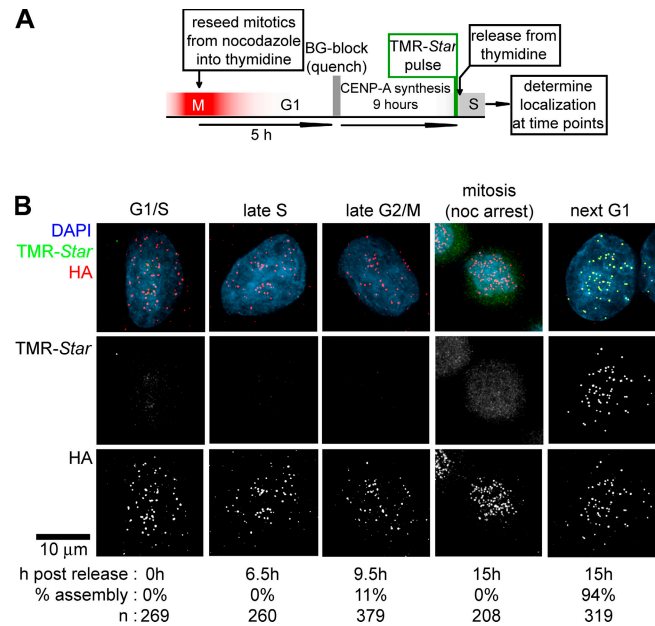 A
reseed mitotics
from nocodazole
into thymidine
BG-block
(quench)
TMR-Star
pulse
release from
thymidine
CENP-A synthesis
9 hours
M
G1
S
5 h
determine
localization
at time points
B
G1/S
late S
late G2/M
mitosis
(noc arrest)
next G1
DAPI
TMR-Star
HA
TMR-Star
HA
10 μm
h post release : 0h 6.5h 9.5h 15h 15h
% assembly : 0% 0% 11% 0% 94%
n : 269 260 379 208 319